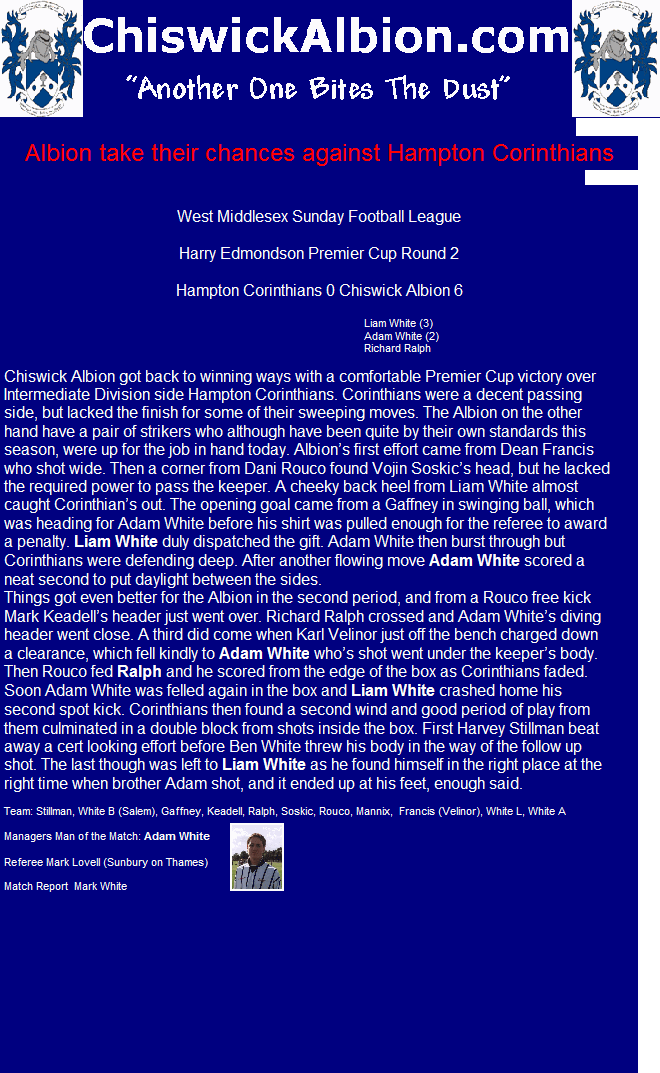 ChiswickAlbion.com
“Another One Bites The Dust”
Albion take their chances against Hampton Corinthians
West Middlesex Sunday Football League
Harry Edmondson Premier Cup Round 2
Hampton Corinthians 0 Chiswick Albion 6
Liam White (3)
Adam White (2)
Richard Ralph
Chiswick Albion got back to winning ways with a comfortable Premier Cup victory over
Intermediate Division side Hampton Corinthians. Corinthians were a decent passing
side, but lacked the finish for some of their sweeping moves. The Albion on the other
hand have a pair of strikers who although have been quite by their own standards this
season, were up for the job in hand today. Albion’s first effort came from Dean Francis
who shot wide. Then a corner from Dani Rouco found Vojin Soskic’s head, but he lacked
the required power to pass the keeper. A cheeky back heel from Liam White almost
caught Corinthian’s out. The opening goal came from a Gaffney in swinging ball, which
was heading for Adam White before his shirt was pulled enough for the referee to award
a penalty. Liam White duly dispatched the gift. Adam White then burst through but
Corinthians were defending deep. After another flowing move Adam White scored a
neat second to put daylight between the sides.
Things got even better for the Albion in the second period, and from a Rouco free kick
Mark Keadell’s header just went over. Richard Ralph crossed and Adam White’s diving
header went close. A third did come when Karl Velinor just off the bench charged down
a clearance, which fell kindly to Adam White who’s shot went under the keeper’s body.
Then Rouco fed Ralph and he scored from the edge of the box as Corinthians faded.
Soon Adam White was felled again in the box and Liam White crashed home his
second spot kick. Corinthians then found a second wind and good period of play from
them culminated in a double block from shots inside the box. First Harvey Stillman beat
away a cert looking effort before Ben White threw his body in the way of the follow up
shot. The last though was left to Liam White as he found himself in the right place at the
right time when brother Adam shot, and it ended up at his feet, enough said.
Team: Stillman, White B (Salem), Gaffney, Keadell, Ralph, Soskic, Rouco, Mannix,  Francis (Velinor), White L, White A
Managers Man of the Match: Adam White
Referee Mark Lovell (Sunbury on Thames)
Match Report  Mark White